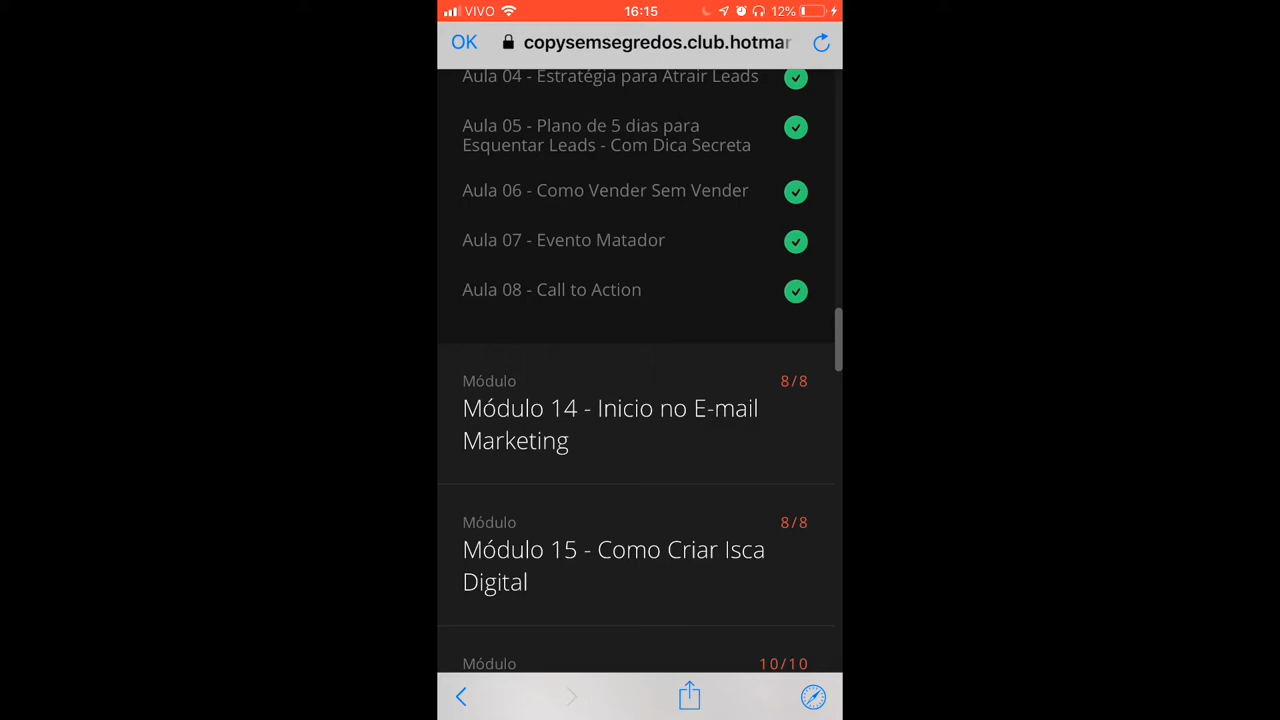 VIVO 16:15 12%
OK copysemsegredos.club.hotmar
Aula 04 - Estratégia para Atrair Leads
Aula 05 - Plano de 5 dias para
Esquentar Leads - Com Dica Secreta
Aula 06 - Como Vender Sem Vender
Aula 07 - Evento Matador
Aula 08 - Call to Action
Módulo 8/8
Módulo 14 - Inicio no E-mail
Marketing
Módulo 8/8
Módulo 15 - Como Criar Isca
Digital
Módulo 10/10